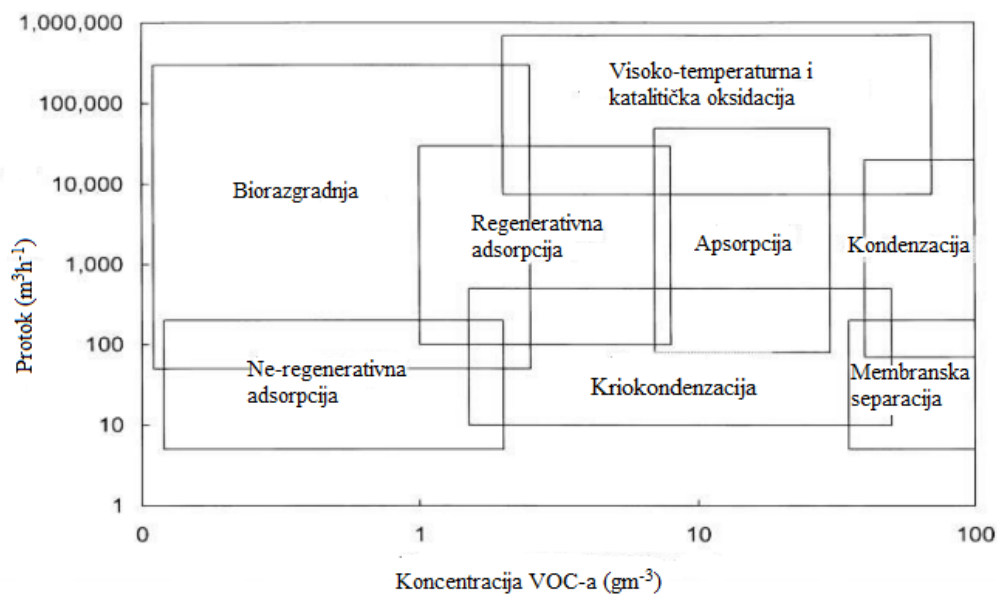 1,000,000
100,000
10,000
1,000
100
10
1
Protok (m³h⁻¹)
Visoko-temperaturna i
katalitička oksidacija
Biorazgradnja
Regenerativna
adsorpcija
Apsorpcija
Kondenzacija
Ne-regenerativna
adsorpcija
Kriokondenzacija
Membranska
separacija
0 1 10 100
Koncentracija VOC-a (gm⁻³)